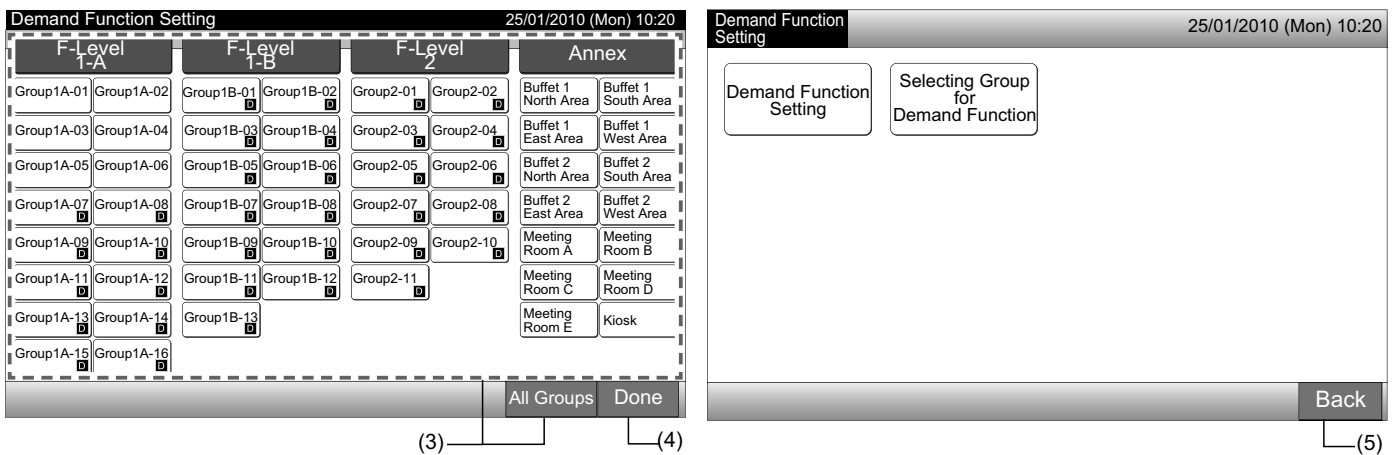 Demand Function Setting 25/01/2010 (Mon) 10:20
F-Level
1-A
F-Level
1-B
F-Level
2
Annex
Group1A-01 Group1A-02 Group1B-01 D Group1B-02 D Group2-01 D Group2-02 D Buffet 1 North Area Buffet 1 South Area
Group1A-03 Group1A-04 Group1B-03 D Group1B-04 D Group2-03 D Group2-04 D Buffet 1 East Area Buffet 1 West Area
Group1A-05 Group1A-06 Group1B-05 D Group1B-06 D Group2-05 D Group2-06 D Buffet 2 North Area Buffet 2 South Area
Group1A-07 D Group1A-08 D Group1B-07 D Group1B-08 D Group2-07 D Group2-08 D Buffet 2 East Area Buffet 2 West Area
Group1A-09 D Group1A-10 D Group1B-09 D Group1B-10 D Group2-09 D Group2-10 D Meeting Room A Meeting Room B
Group1A-11 D Group1A-12 D Group1B-11 D Group1B-12 D Group2-11 D Meeting Room C Meeting Room D
Group1A-13 D Group1A-14 D Group1B-13 D Meeting Room E Kiosk
Group1A-15 D Group1A-16 D
All Groups Done
(3) (4)
Demand Function
Setting
25/01/2010 (Mon) 10:20
Demand Function
Setting
Selecting Group
for
Demand Function
Back
(5)